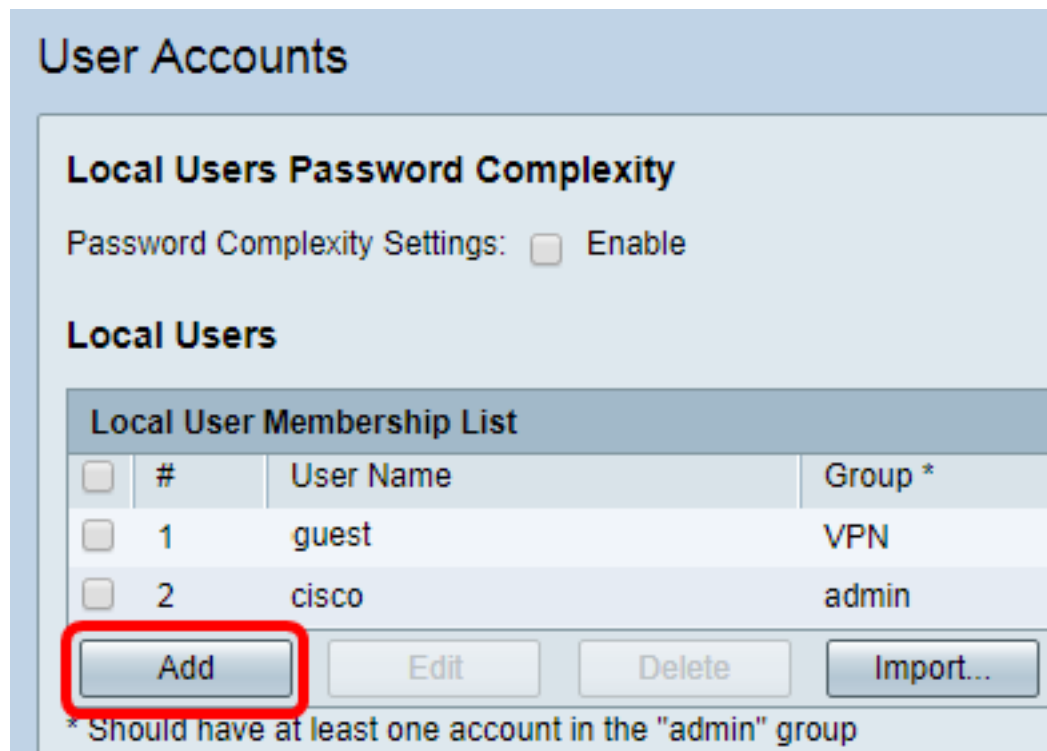 User Accounts
Local Users Password Complexity
Password Complexity Settings: Enable
Local Users
Local User Membership List
# User Name Group *
1 guest VPN
2 cisco admin
Add Edit Delete Import...
* Should have at least one account in the "admin" group